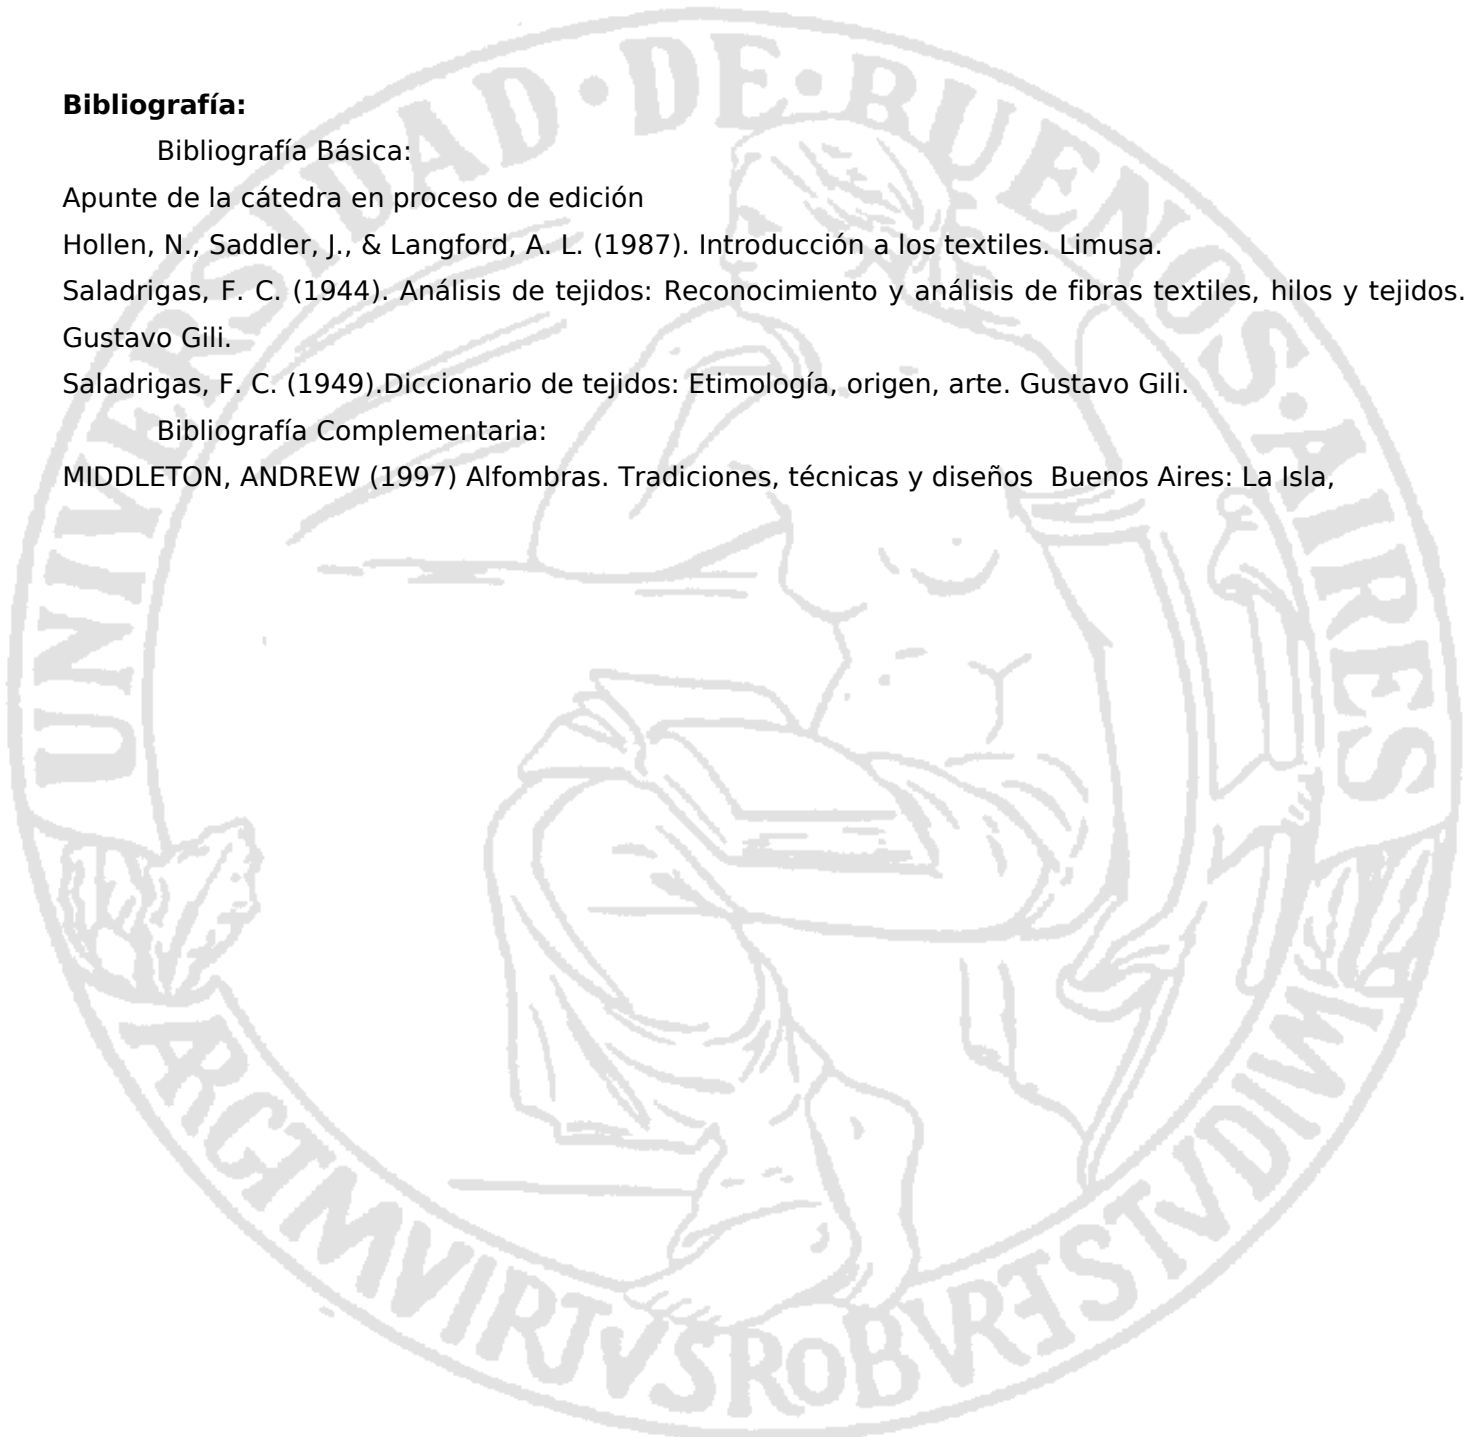 Bibliografía:
Bibliografía Básica:
Apunte de la cátedra en proceso de edición
Hollen, N., Saddler, J., & Langford, A. L. (1987). Introducción a los textiles. Limusa.
Saladrigas, F. C. (1944). Análisis de tejidos: Reconocimiento y análisis de fibras textiles, hilos y tejidos.
Gustavo Gili.
Saladrigas, F. C. (1949).Diccionario de tejidos: Etimología, origen, arte. Gustavo Gili.
Bibliografía Complementaria:
MIDDLETON, ANDREW (1997) Alfombras. Tradiciones, técnicas y diseños  Buenos Aires: La Isla,
UNIVERSIDAD·DE·BUENOS·AIRES
ARGTMVIRTVSROBVRETSTVDIVM